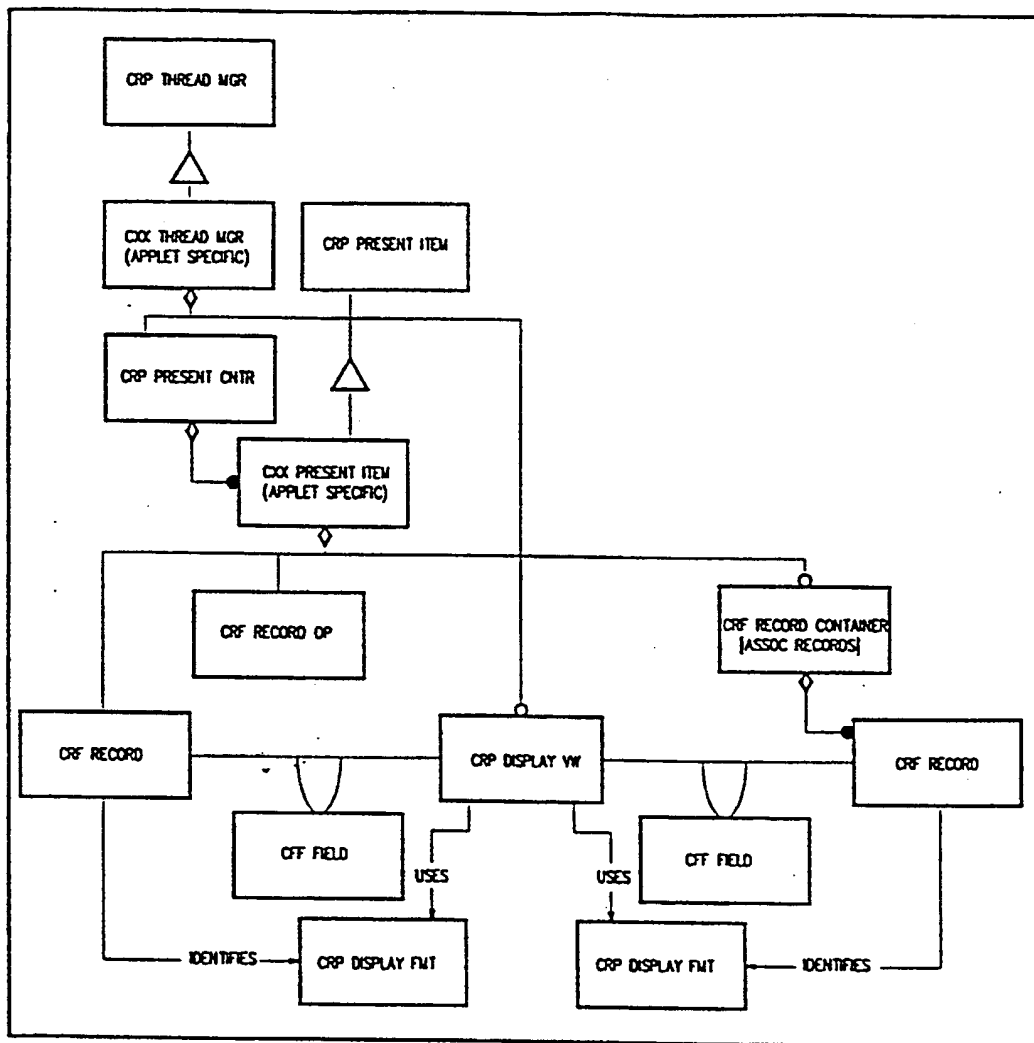 CRP THREAD MGR
CXX THREAD MGR
(APPLET SPECIFIC)
CRP PRESENT ITEM
CRP PRESENT CNTR
CXX PRESENT ITEM
(APPLET SPECIFIC)
CRF RECORD OP
CRF RECORD CONTAINER
|ASSOC RECORDS|
CRF RECORD
CRP DISPLAY VW
CRF RECORD
CFF FIELD
CFF FIELD
USES
USES
IDENTIFIES
CRP DISPLAY FMT
CRP DISPLAY FMT
IDENTIFIES